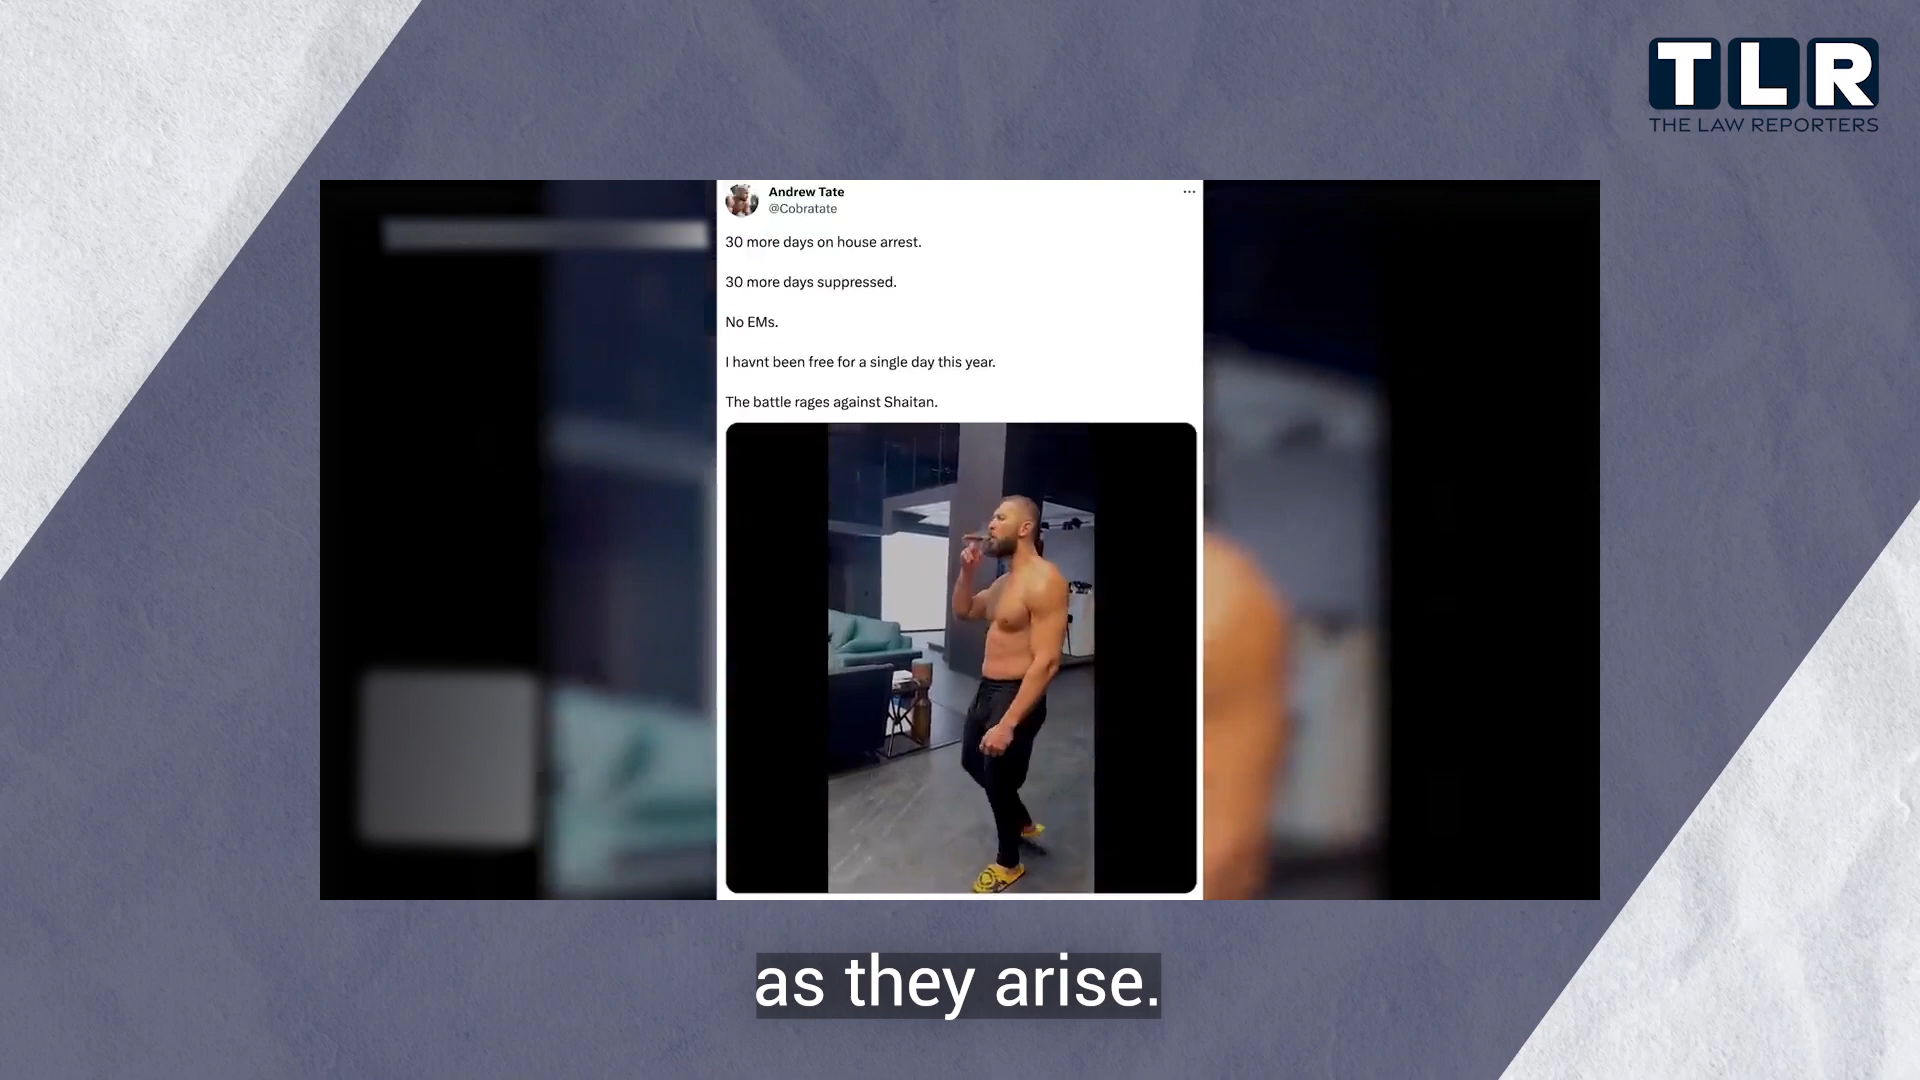 TLR
THE LAW REPORTERS
Andrew Tate
@Cobratate
30 more days on house arrest.
30 more days suppressed.
No EMs.
I havnt been free for a single day this year.
The battle rages against Shaitan.
as they arise.